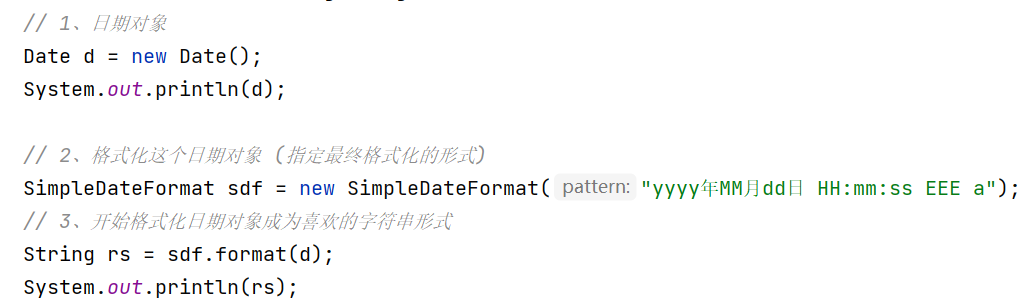 // 1、日期对象
Date d = new Date();
System.out.println(d);
// 2、格式化这个日期对象 (指定最终格式化的形式)
SimpleDateFormat sdf = new SimpleDateFormat( pattern: "yyyy年MM月dd日 HH:mm:ss EEE a");
// 3、开始格式化日期对象成为喜欢的字符串形式
String rs = sdf.format(d);
System.out.println(rs);